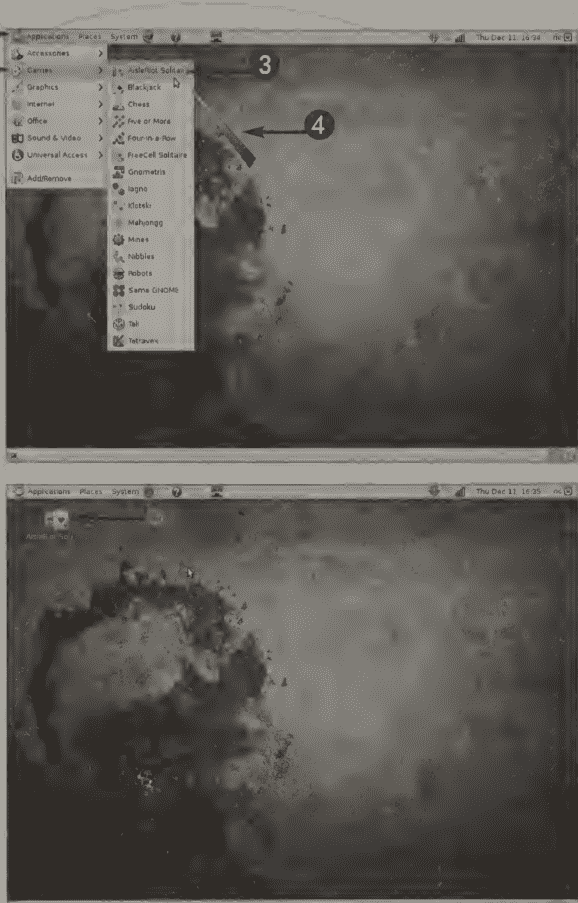 Applications Places System Thu Dec 11, 16:34
Accessories
Games
Graphics
Internet
Office
Sound & Video
Universal Access
Add/Remove
AisleRiot Solitaire
Blackjack
Chess
Five or More
Four-in-a-Row
FreeCell Solitaire
Gnometris
Iagno
Klotski
Mahjongg
Mines
Nibbles
Robots
Same GNOME
Sudoku
Tali
Tetravex
3
4
Applications Places System Thu Dec 11, 16:35